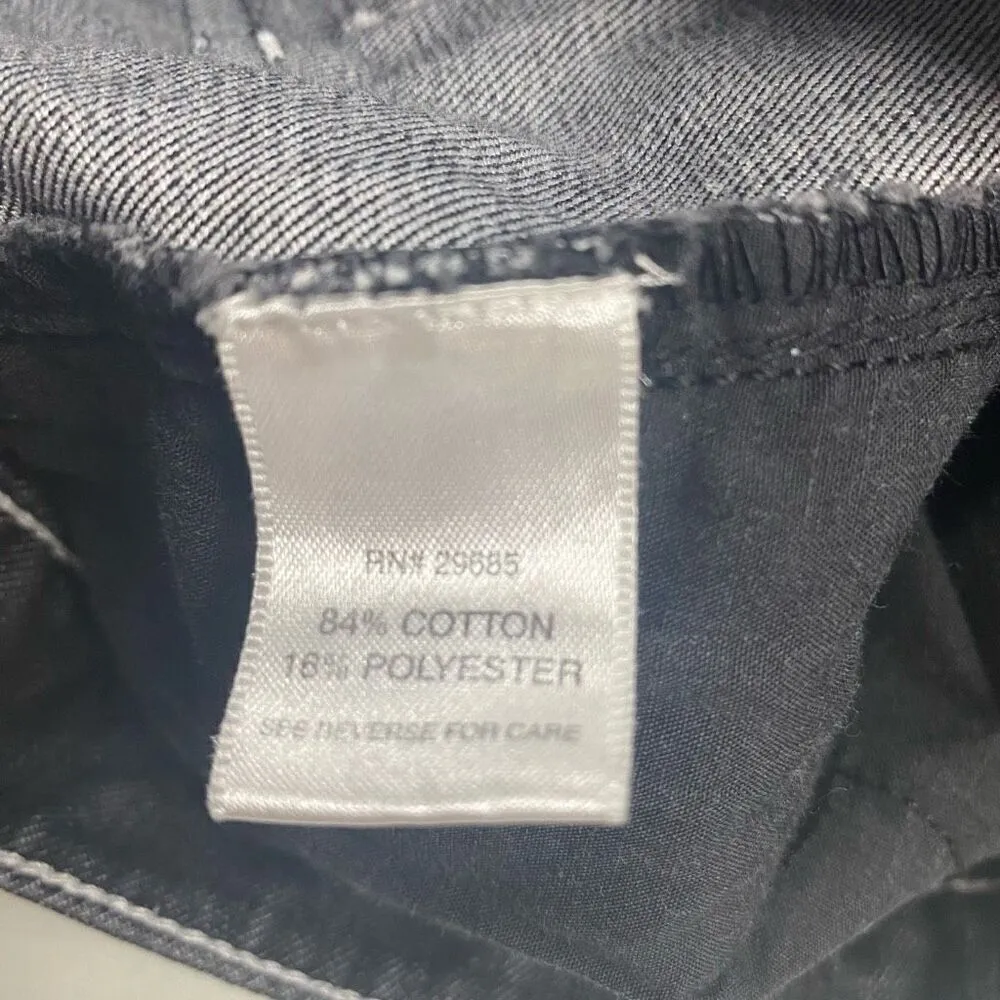 RN# 29685
84% COTTON
16% POLYESTER
SEE REVERSE FOR CARE